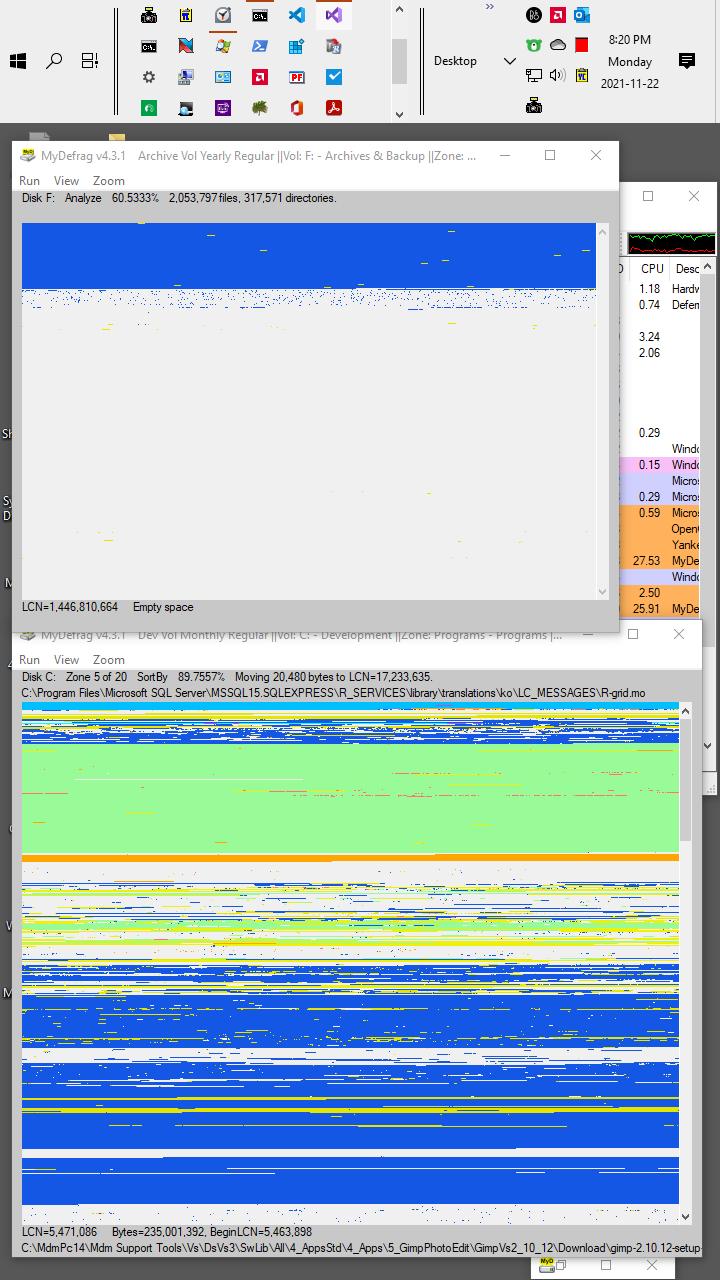 Desktop
8:20 PM
Monday
2021-11-22
MyDefrag v4.3.1 Archive Vol Yearly Regular ||Vol: F: - Archives & Backup ||Zone: ...
Run View Zoom
Disk F: Analyze 60.5333% 2,053,797 files, 317,571 directories.
CPU Desc
1.18 Hardw
0.74 Defern
3.24
2.06
0.29
Windo
0.15 Windo
Micros
0.29 Micros
0.59 Micros
Open
Yanke
27.53 MyDe
Windo
2.50
25.91 MyDe
LCN=1,446,810,664 Empty space
MyDefrag v4.3.1 Dev Vol Monthly Regular ||Vol: C: - Development ||Zone: Programs - Programs |...
Run View Zoom
Disk C: Zone 5 of 20 SortBy 89.7557% Moving 20,480 bytes to LCN=17,233,635.
C:\Program Files\Microsoft SQL Server\MSSQL15.SQLEXPRESS\R_SERVICES\library\translations\ko\LC_MESSAGES\R-grid.mo
LCN=5,471,086 Bytes=235,001,392, BeginLCN=5,463,898
C:\MdmPc14\Mdm Support Tools\Vs\DsVs3\SwLib\All\4_AppsStd\4_Apps\5_GimpPhotoEdit\GimpVs2_10_12\Download\gimp-2.10.12-setup-